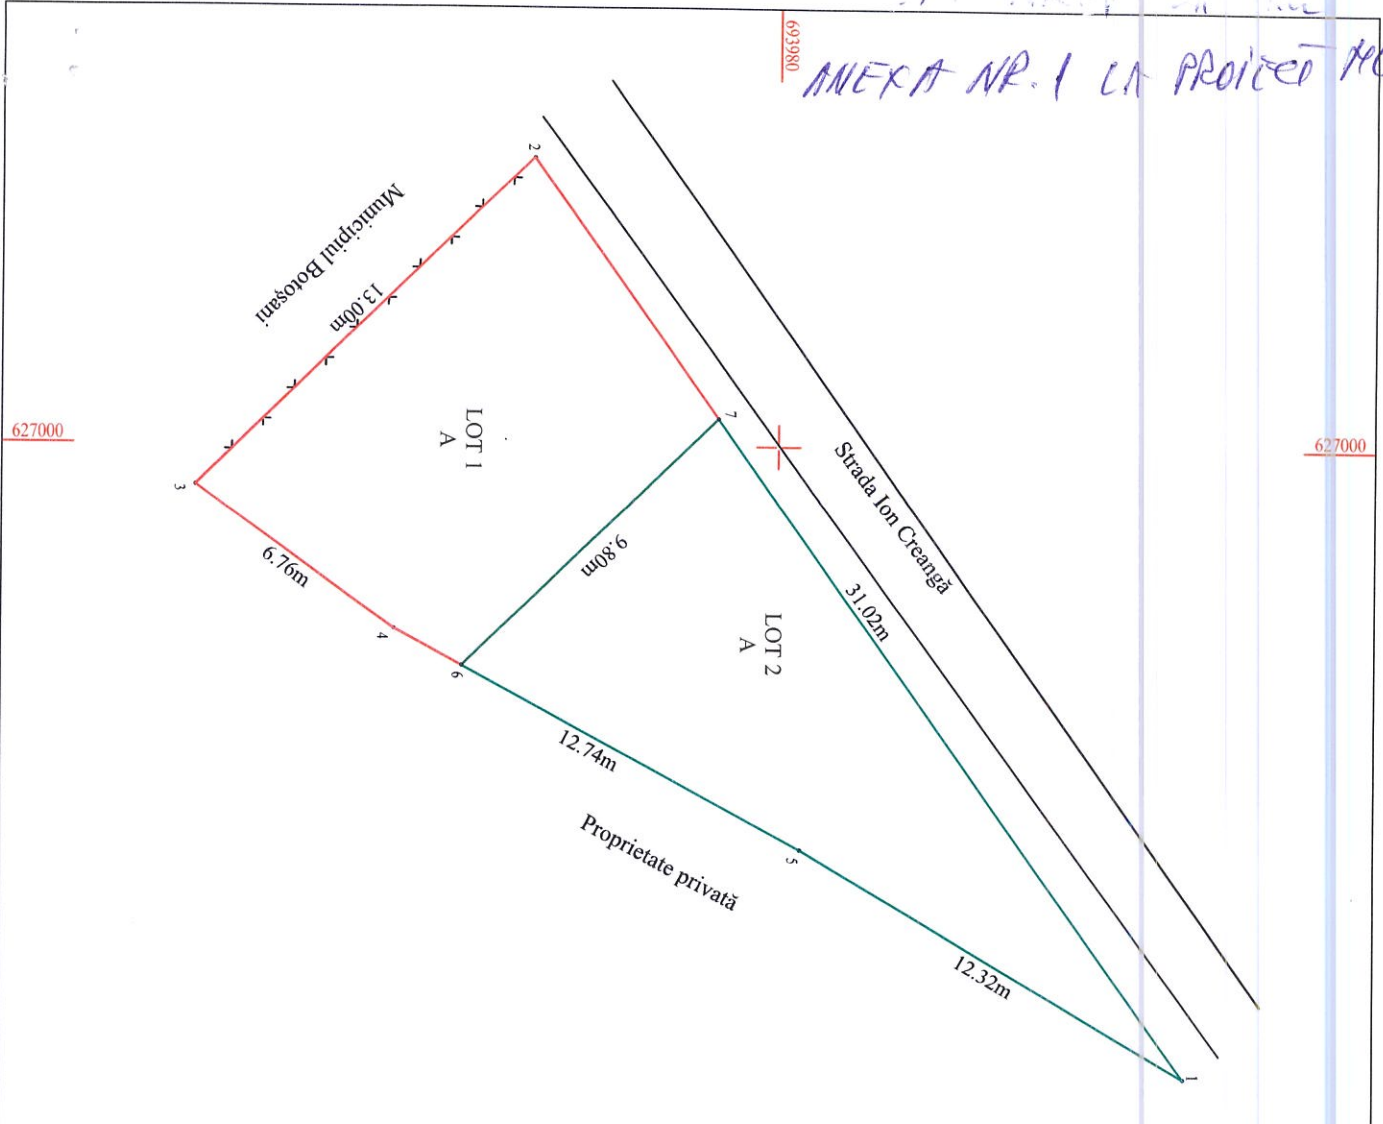 693980
ANEXA NR. 1 LA PROIECT
2
Municipiul Botoșani
13.00m
7
LOT 1
A
627000
627000
Strada Ion Creangă
3
9.80m
6.76m
31.02m
4
LOT 2
A
6
12.74m
5
Proprietate privată
12.32m
1